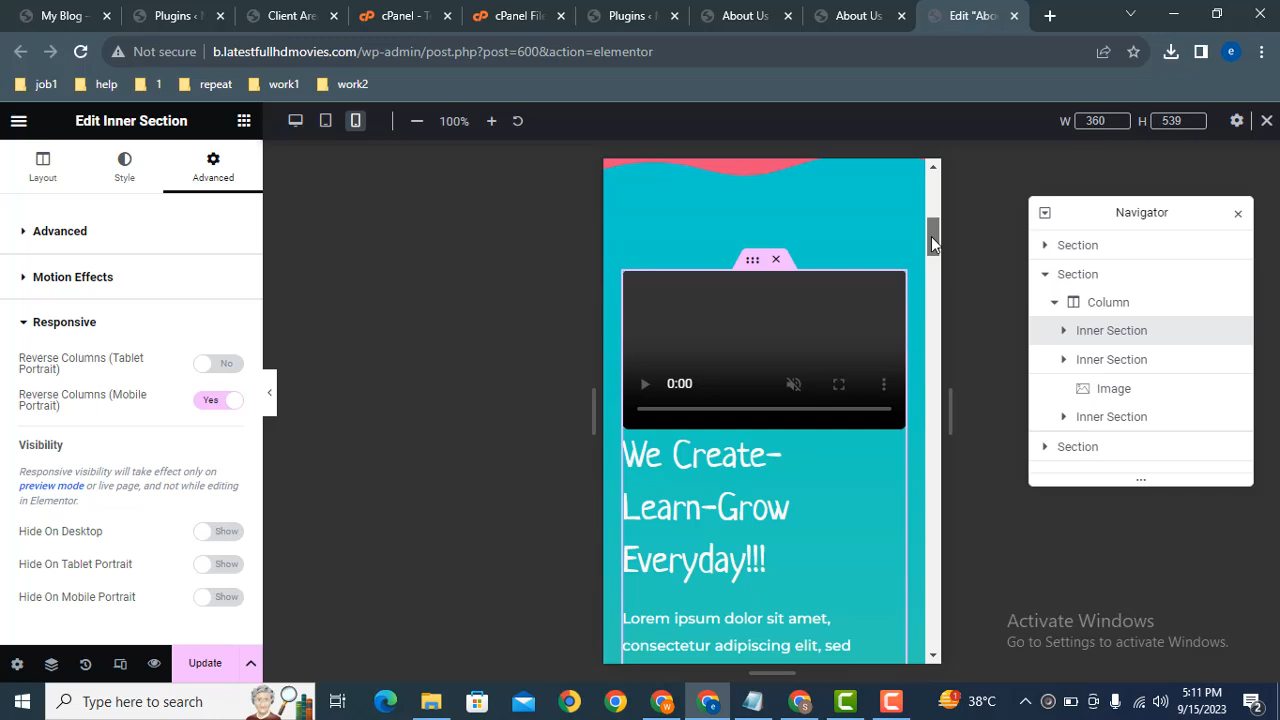 My Blog -
Plugins ‹
Client Are
cPanel - T
cPanel File
Plugins ‹
About Us
About Us
Edit "Abo
Not secure
b.latestfullhdmovies.com/wp-admin/post.php?post=600&action=elementor
job1
help
1
repeat
work1
work2
Edit Inner Section
100%
W 360
H 539
Layout
Style
Advanced
Advanced
Motion Effects
Responsive
Reverse Columns (Tablet
Portrait)
No
Reverse Columns (Mobile
Portrait)
Yes
Visibility
Responsive visibility will take effect only on
preview mode or live page, and not while editing
in Elementor.
Hide On Desktop
Show
Hide On Tablet Portrait
Show
Hide On Mobile Portrait
Show
Update
0:00
We Create-
Learn-Grow
Everyday!!!
Lorem ipsum dolor sit amet,
consectetur adipiscing elit, sed
Navigator
Section
Section
Column
Inner Section
Inner Section
Image
Inner Section
Section
...
Activate Windows
Go to Settings to activate Windows.
Type here to search
38°C
5:11 PM
9/15/2023